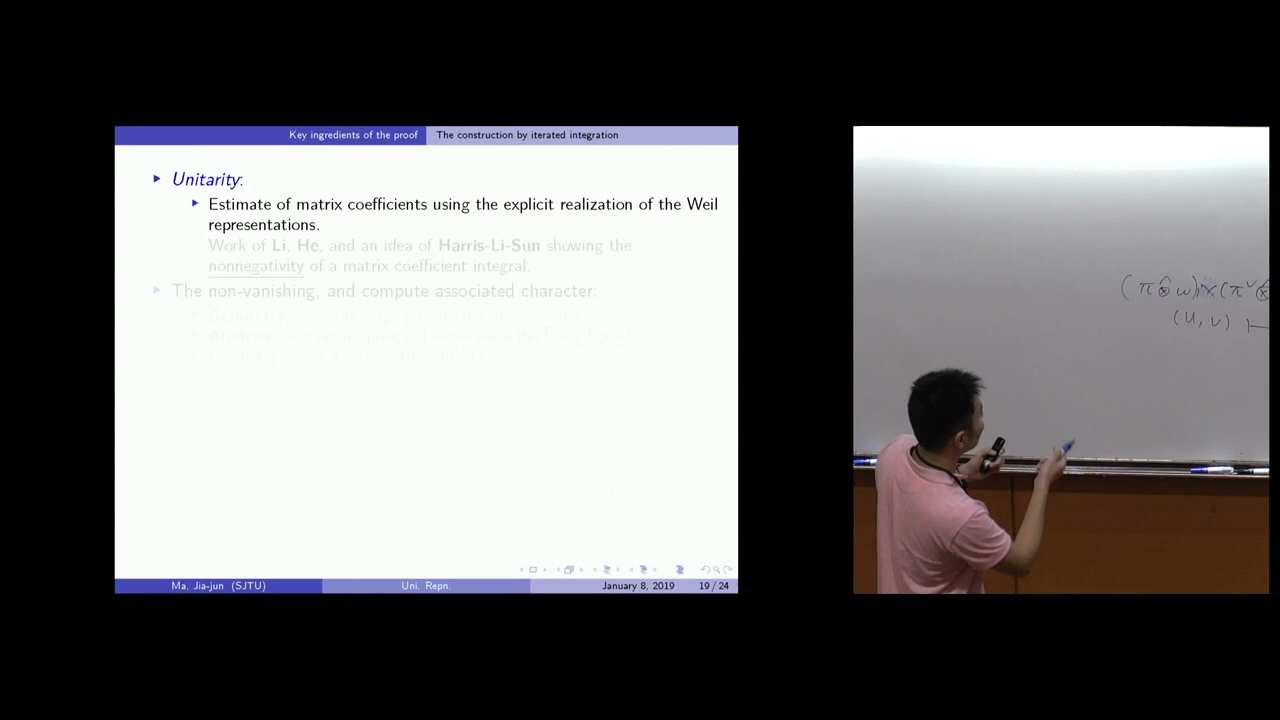 Key ingredients of the proof The construction by iterated integration
Unitarity:
Estimate of matrix coefficients using the explicit realization of the Weil
representations.
Work of Li, He, and an idea of Harris-Li-Sun showing the
nonnegativity of a matrix coefficient integral.
The non-vanishing, and compute associated character:
Ma, Jia-jun (SJTU) Uni. Repn. January 8, 2019 19 / 24
(u, v)